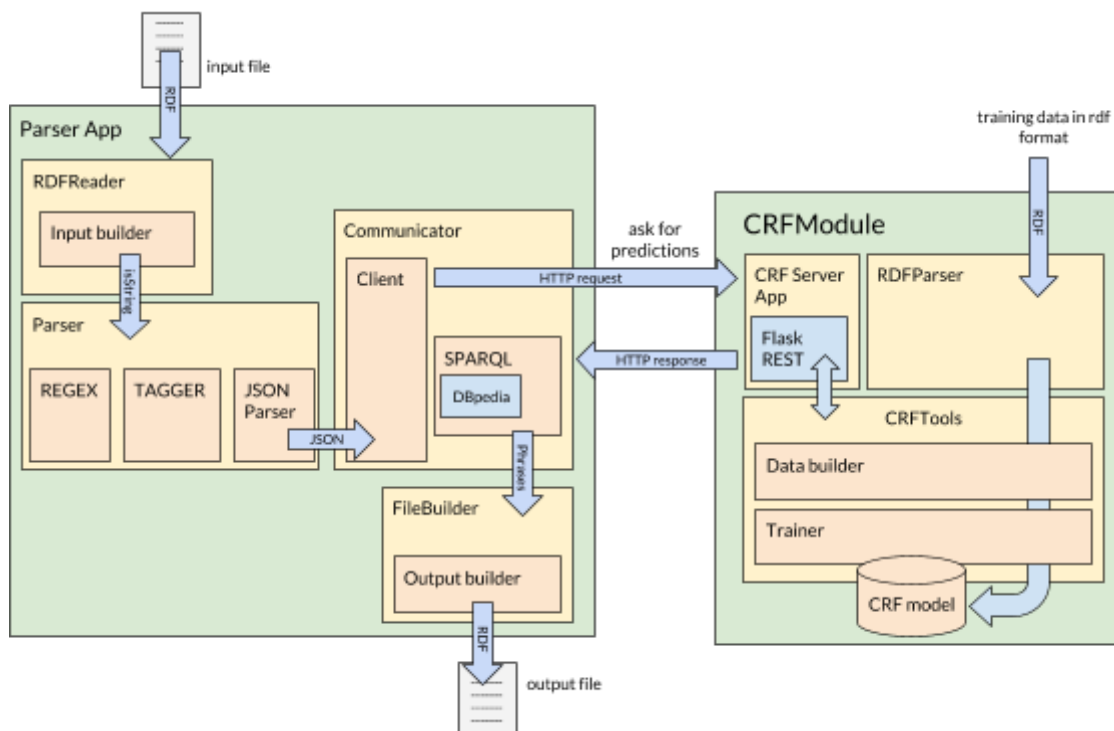 input file
RDF
Parser App
RDFReader
Input builder
isString
Parser
REGEX
TAGGER
JSON
Parser
JSON
Communicator
Client
SPARQL
DBpedia
Phrases
FileBuilder
Output builder
RDF
output file
ask for
predictions
HTTP request
HTTP response
training data in rdf
format
RDF
CRFModule
CRF Server
App
Flask
REST
RDFParser
CRFTools
Data builder
Trainer
CRF model